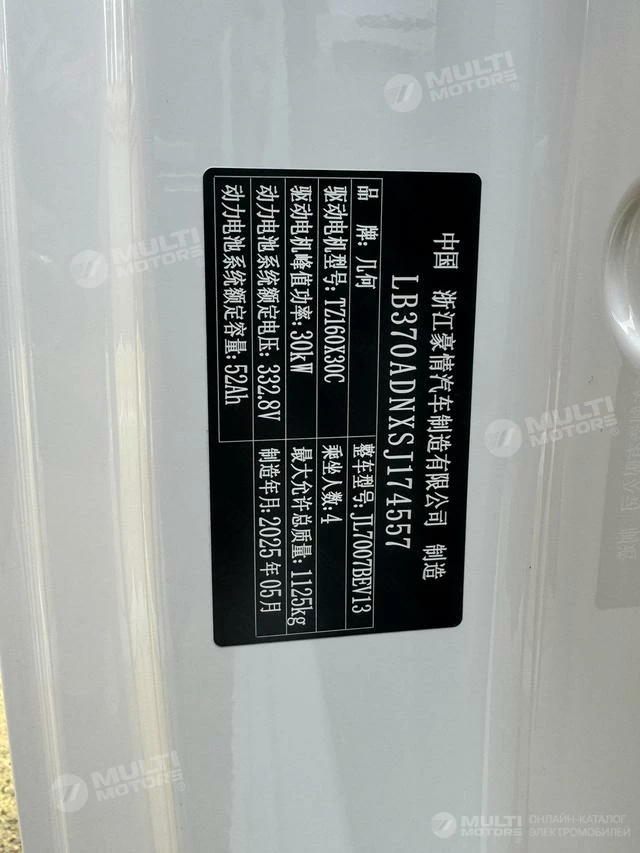 中国 浙江豪情汽车制造有限公司 制造
LB370ADNXSJ174557
品 牌:几何 整车型号:JL7007BEV13
驱动电机型号:TZ160X30C 乘坐人数:4
驱动电机峰值功率:30kW 最大允许总质量:1125kg
动力电池系统额定电压:332.8V 制造年月:2025年05月
动力电池系统额定容量:52Ah
MULTI
MOTORS®
MULTI
MOTORS®
MULTI
MOTORS®
MULTI
MOTORS®
MULTI
MOTORS®
ОНЛАЙН-КАТАЛОГ
ЭЛЕКТРОМОБИЛЕЙ